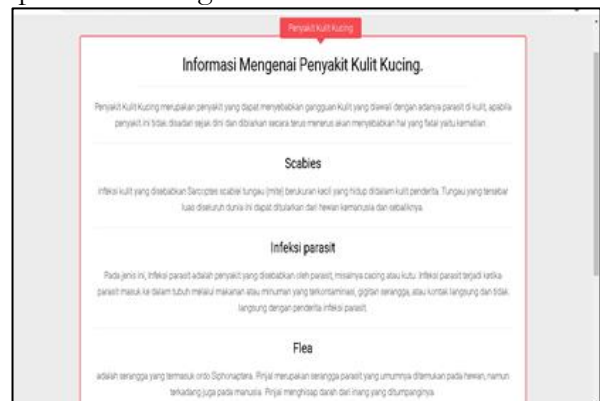 Penyakit Kulit Kucing
Informasi Mengenai Penyakit Kulit Kucing.
Penyakit Kulit Kucing merupakan penyakit yang dapat menyebabkan gangguan Kulit yang diawali dengan adanya parasit di kulit, apabila
penyakit ini tidak disadari sejak dini dan dibiarkan secara terus menerus akan menyebabkan hal yang fatal yaitu kematian.
Scabies
infeksi kulit yang disebabkan Sarcoptes scabiei tungau (mite) berukuran kecil yang hidup didalam kulit penderita. Tungau yang tersebar
luas diseluruh dunia ini dapat ditularkan dari hewan kemanusia dan sebaliknya.
Infeksi parasit
Pada jenis ini, Infeksi parasit adalah penyakit yang disebabkan oleh parasit, misalnya cacing atau kutu. Infeksi parasit terjadi ketika
parasit masuk ke dalam tubuh melalui makanan atau minuman yang terkontaminasi, gigitan serangga, atau kontak langsung dan tidak
langsung dengan penderita infeksi parasit.
Flea
adalah serangga yang termasuk ordo Siphonaptera. Pinjal merupakan serangga parasit yang umumnya ditemukan pada hewan, namun
terkadang juga pada manusia. Pinjal menghisap darah dari inang yang ditumpanginya.